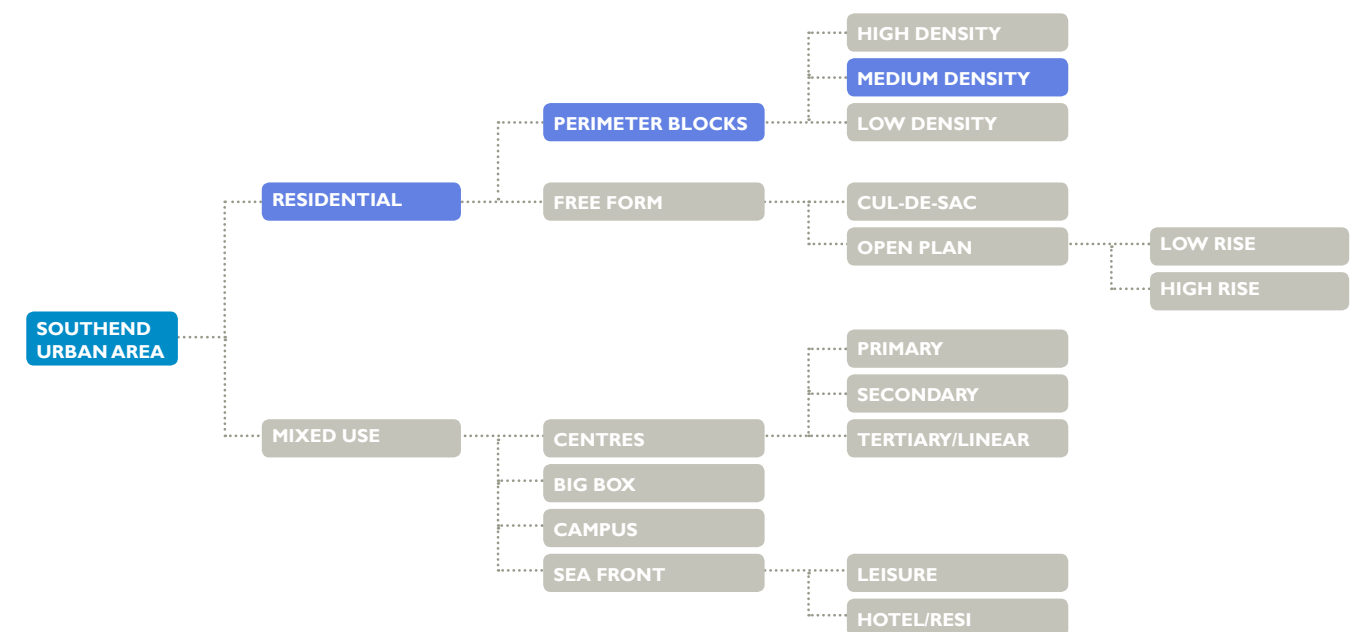 HIGH DENSITY
MEDIUM DENSITY
PERIMETER BLOCKS
LOW DENSITY
RESIDENTIAL
FREE FORM
CUL-DE-SAC
OPEN PLAN
LOW RISE
HIGH RISE
SOUTHEND
URBAN AREA
PRIMARY
SECONDARY
MIXED USE
CENTRES
TERTIARY/LINEAR
BIG BOX
CAMPUS
SEA FRONT
LEISURE
HOTEL/RESI